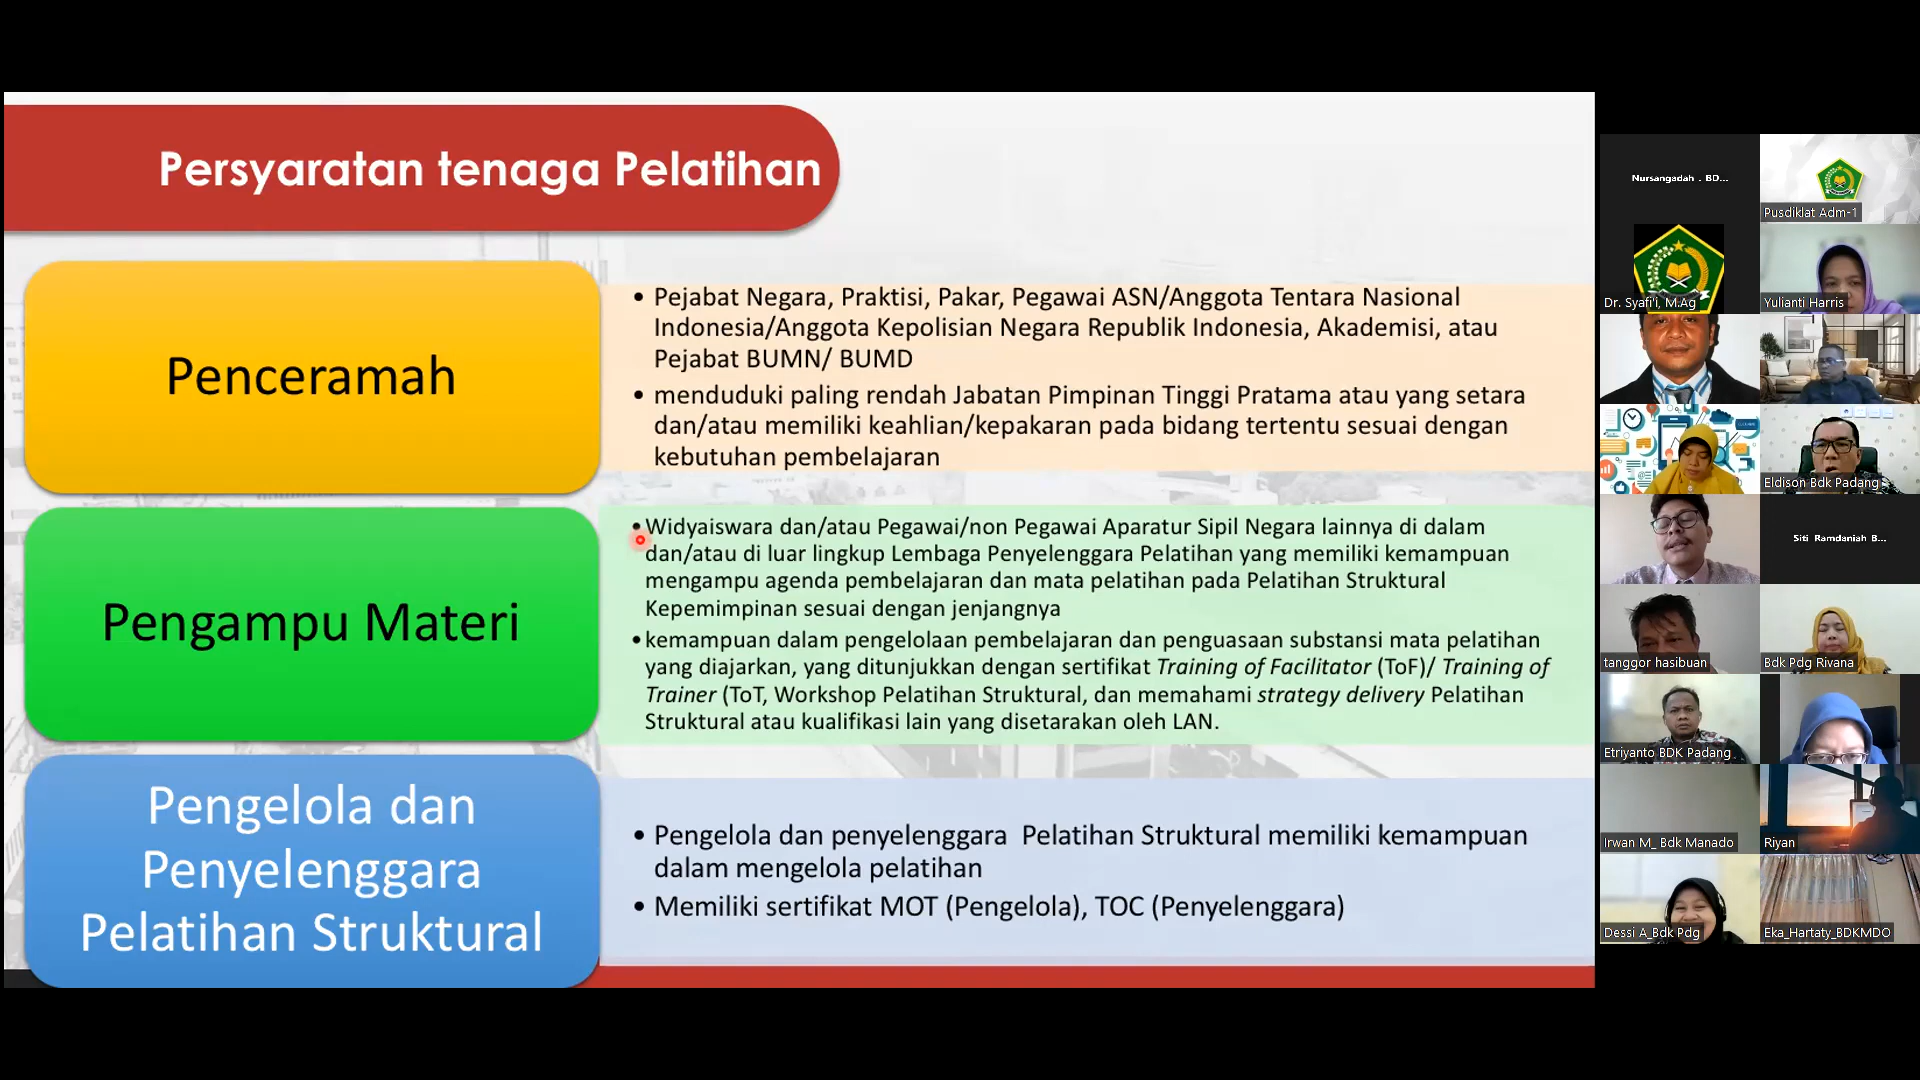 Persyaratan tenaga Pelatihan
Penceramah
• Pejabat Negara, Praktisi, Pakar, Pegawai ASN/Anggota Tentara Nasional
Indonesia/Anggota Kepolisian Negara Republik Indonesia, Akademisi, atau
Pejabat BUMN/ BUMD
• menduduki paling rendah Jabatan Pimpinan Tinggi Pratama atau yang setara
dan/atau memiliki keahlian/kepakaran pada bidang tertentu sesuai dengan
kebutuhan pembelajaran
Pengampu Materi
• Widyaiswara dan/atau Pegawai/non Pegawai Aparatur Sipil Negara lainnya di dalam
dan/atau di luar lingkup Lembaga Penyelenggara Pelatihan yang memiliki kemampuan
mengampu agenda pembelajaran dan mata pelatihan pada Pelatihan Struktural
Kepemimpinan sesuai dengan jenjangnya
• kemampuan dalam pengelolaan pembelajaran dan penguasaan substansi mata pelatihan
yang diajarkan, yang ditunjukkan dengan sertifikat Training of Facilitator (ToF)/ Training of
Trainer (ToT, Workshop Pelatihan Struktural, dan memahami strategy delivery Pelatihan
Struktural atau kualifikasi lain yang disetarakan oleh LAN.
Pengelola dan
Penyelenggara
Pelatihan Struktural
• Pengelola dan penyelenggara Pelatihan Struktural memiliki kemampuan
dalam mengelola pelatihan
• Memiliki sertifikat MOT (Pengelola), TOC (Penyelenggara)
Nursangadah . BD...
Pusdiklat Adm-1
Dr. Syafi'i, M.Ag
Yulianti Harris
Eldison Bdk Padang
Siti Ramdaniah B...
tanggor hasibuan
Bdk Pdg Rivana
Etriyanto BDK Padang
Irwan M_ Bdk Manado
Riyan
Dessi A_Bdk Pdg
Eka_Hartaty_BDKMDO